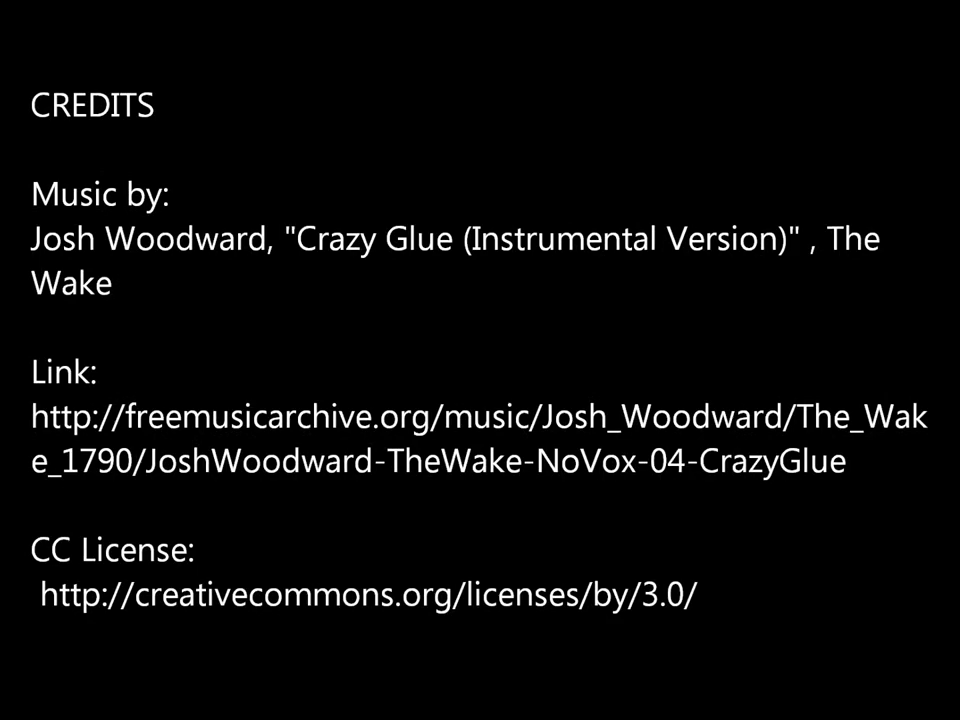 CREDITS
Music by:
Josh Woodward, "Crazy Glue (Instrumental Version)" , The
Wake
Link:
http://freemusicarchive.org/music/Josh_Woodward/The_Wak
e_1790/JoshWoodward-TheWake-NoVox-04-CrazyGlue
CC License:
http://creativecommons.org/licenses/by/3.0/